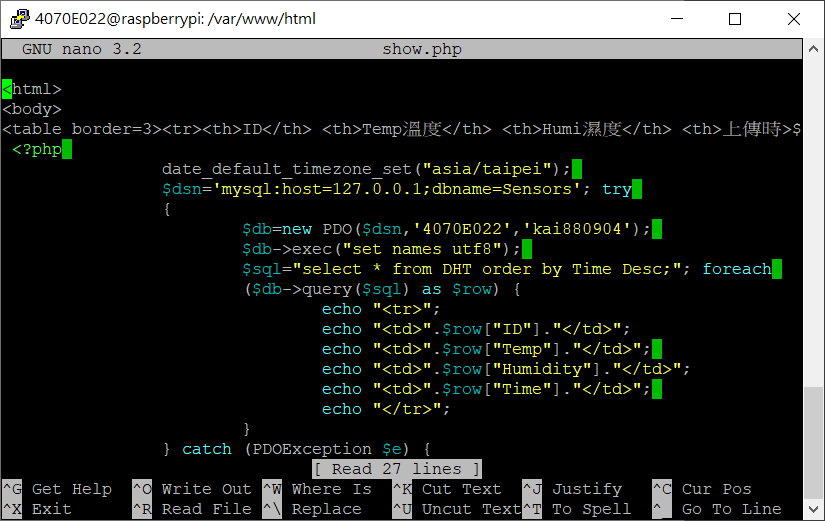 4070E022@raspberrypi: /var/www/html
GNU nano 3.2 show.php
<html>
<body>
<table border=3><tr><th>ID</th> <th>Temp溫度</th> <th>Humi濕度</th> <th>上傳時>$
<?php
date_default_timezone_set("asia/taipei");
$dsn='mysql:host=127.0.0.1;dbname=Sensors'; try
{
$db=new PDO($dsn,'4070E022','kai880904');
$db->exec("set names utf8");
$sql="select * from DHT order by Time Desc;"; foreach
($db->query($sql) as $row) {
echo "<tr>";
echo "<td>".$row["ID"]."</td>";
echo "<td>".$row["Temp"]."</td>";
echo "<td>".$row["Humidity"]."</td>";
echo "<td>".$row["Time"]."</td>";
echo "</tr>";
}
} catch (PDOException $e) {
[ Read 27 lines ]
^G Get Help ^O Write Out ^W Where Is ^K Cut Text ^J Justify ^C Cur Pos
^X Exit ^R Read File ^\ Replace ^U Uncut Text ^T To Spell ^_ Go To Line